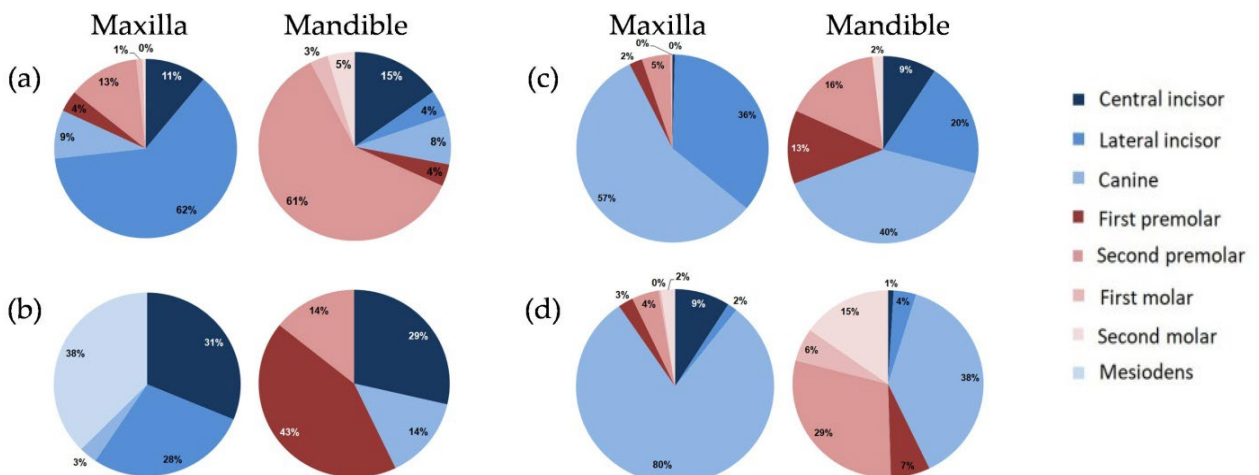 Maxilla Mandible
(a)
1% 0%
13% 11%
4%
9%
62%
3% 5%
15%
4%
8%
4%
61%
(b)
38% 31%
3% 28%
14% 29%
43% 14%
Maxilla Mandible
(c)
0% 0%
2% 5%
36%
57%
2%
16% 9%
20%
13%
40%
(d)
0% 2%
3% 4% 9% 2%
80%
1%
15% 4%
6%
38%
29%
7%
Central incisor
Lateral incisor
Canine
First premolar
Second premolar
First molar
Second molar
Mesiodens